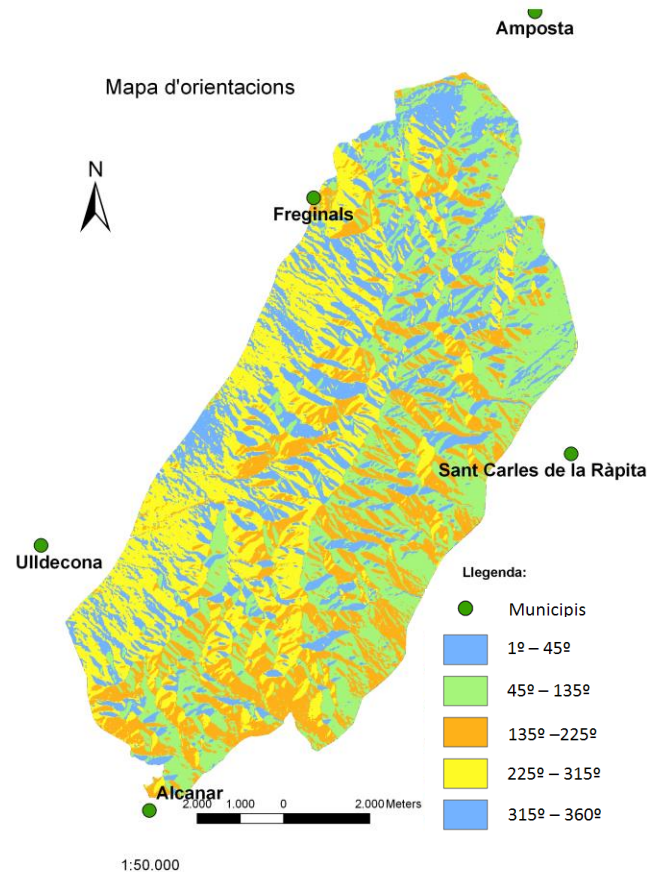 Amposta
Mapa d'orientacions
N
Freginals
Sant Carles de la Ràpita
Ulldecona
Llegenda:
Municipis
1º – 45º
45º – 135º
135º –225º
225º – 315º
315º – 360º
Alcanar
2.000 1.000 0 2.000 Meters
1:50.000